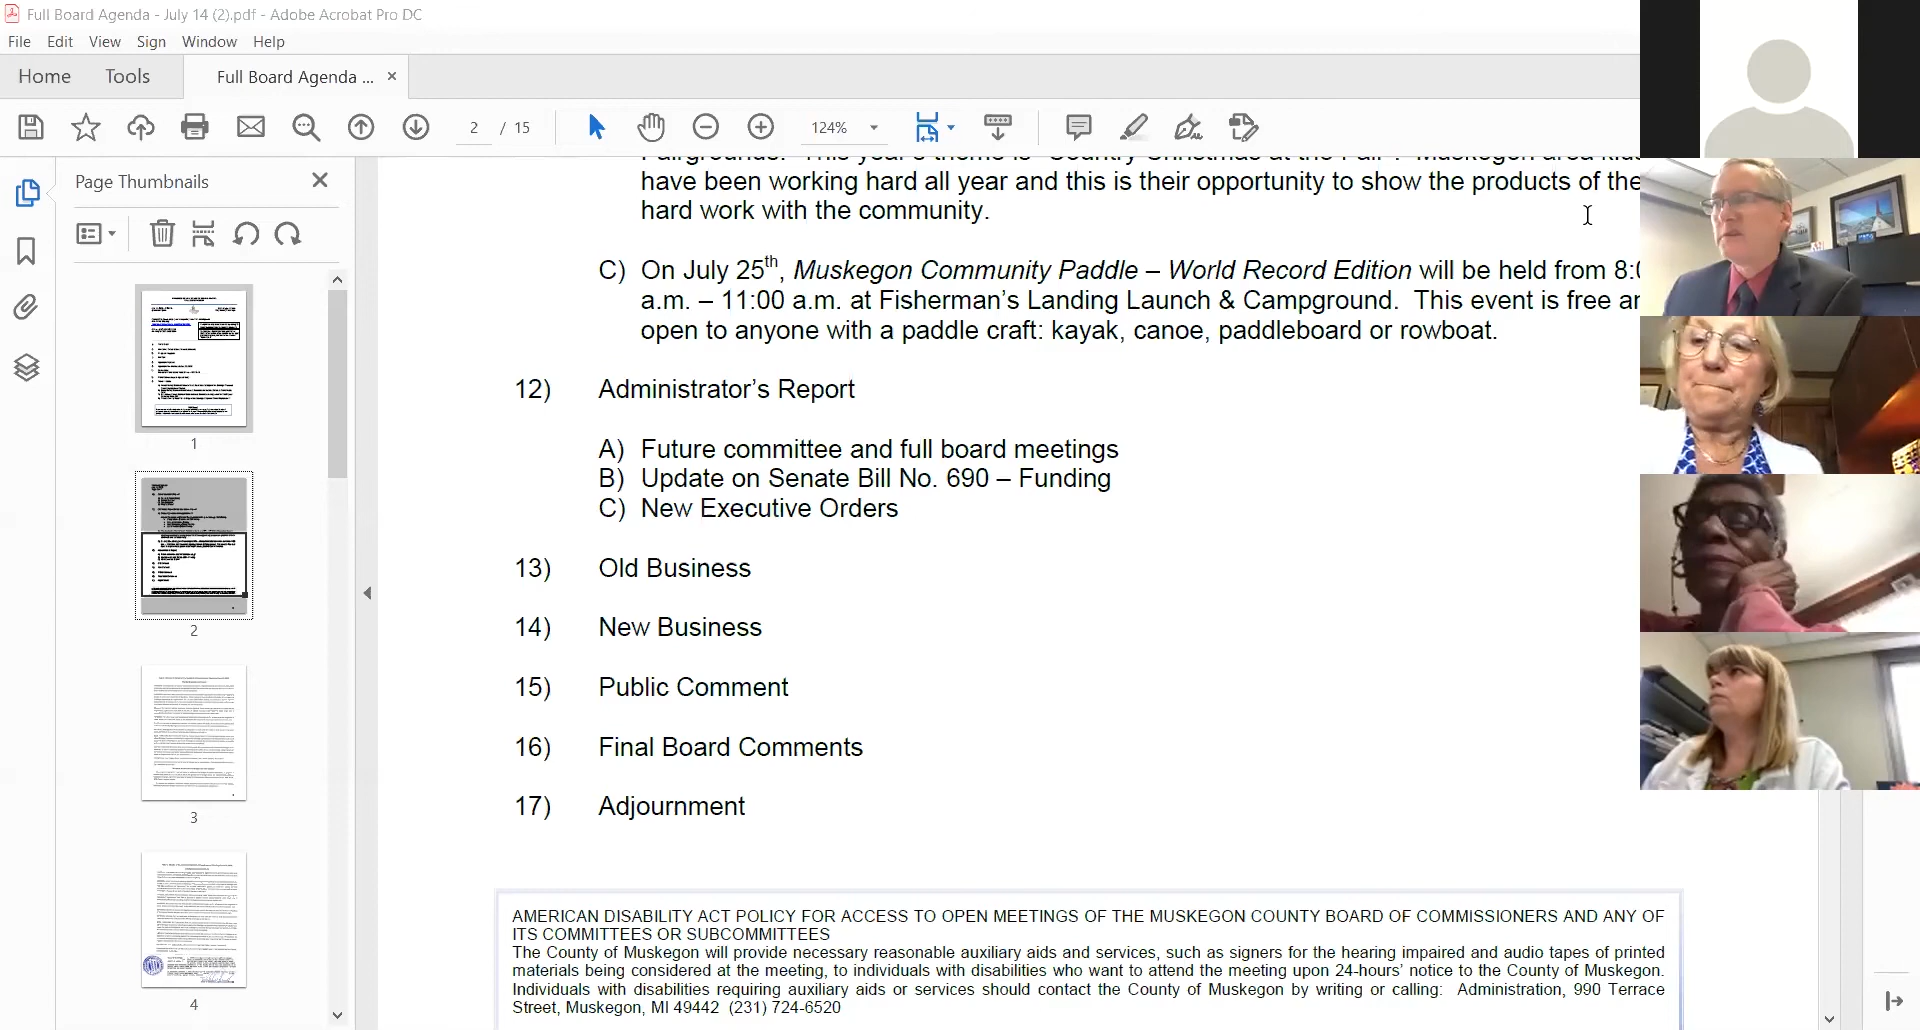 Full Board Agenda - July 14 (2).pdf - Adobe Acrobat Pro DC
File Edit View Sign Window Help
Home Tools Full Board Agenda ... ×
2 / 15 124%
Page Thumbnails
1
2
3
4
Fairgrounds. This year's theme is "Country Christmas at the Fair". Muskegon area
have been working hard all year and this is their opportunity to show the products of
hard work with the community.
C) On July 25th, Muskegon Community Paddle – World Record Edition will be held from
a.m. – 11:00 a.m. at Fisherman's Landing Launch & Campground. This event is free
open to anyone with a paddle craft: kayak, canoe, paddleboard or rowboat.
12) Administrator's Report
A) Future committee and full board meetings
B) Update on Senate Bill No. 690 – Funding
C) New Executive Orders
13) Old Business
14) New Business
15) Public Comment
16) Final Board Comments
17) Adjournment
AMERICAN DISABILITY ACT POLICY FOR ACCESS TO OPEN MEETINGS OF THE MUSKEGON COUNTY BOARD OF COMMISSIONERS AND ANY OF
ITS COMMITTEES OR SUBCOMMITTEES
The County of Muskegon will provide necessary reasonable auxiliary aids and services, such as signers for the hearing impaired and audio tapes of printed
materials being considered at the meeting, to individuals with disabilities who want to attend the meeting upon 24-hours' notice to the County of Muskegon.
Individuals with disabilities requiring auxiliary aids or services should contact the County of Muskegon by writing or calling: Administration, 990 Terrace
Street, Muskegon, MI 49442 (231) 724-6520